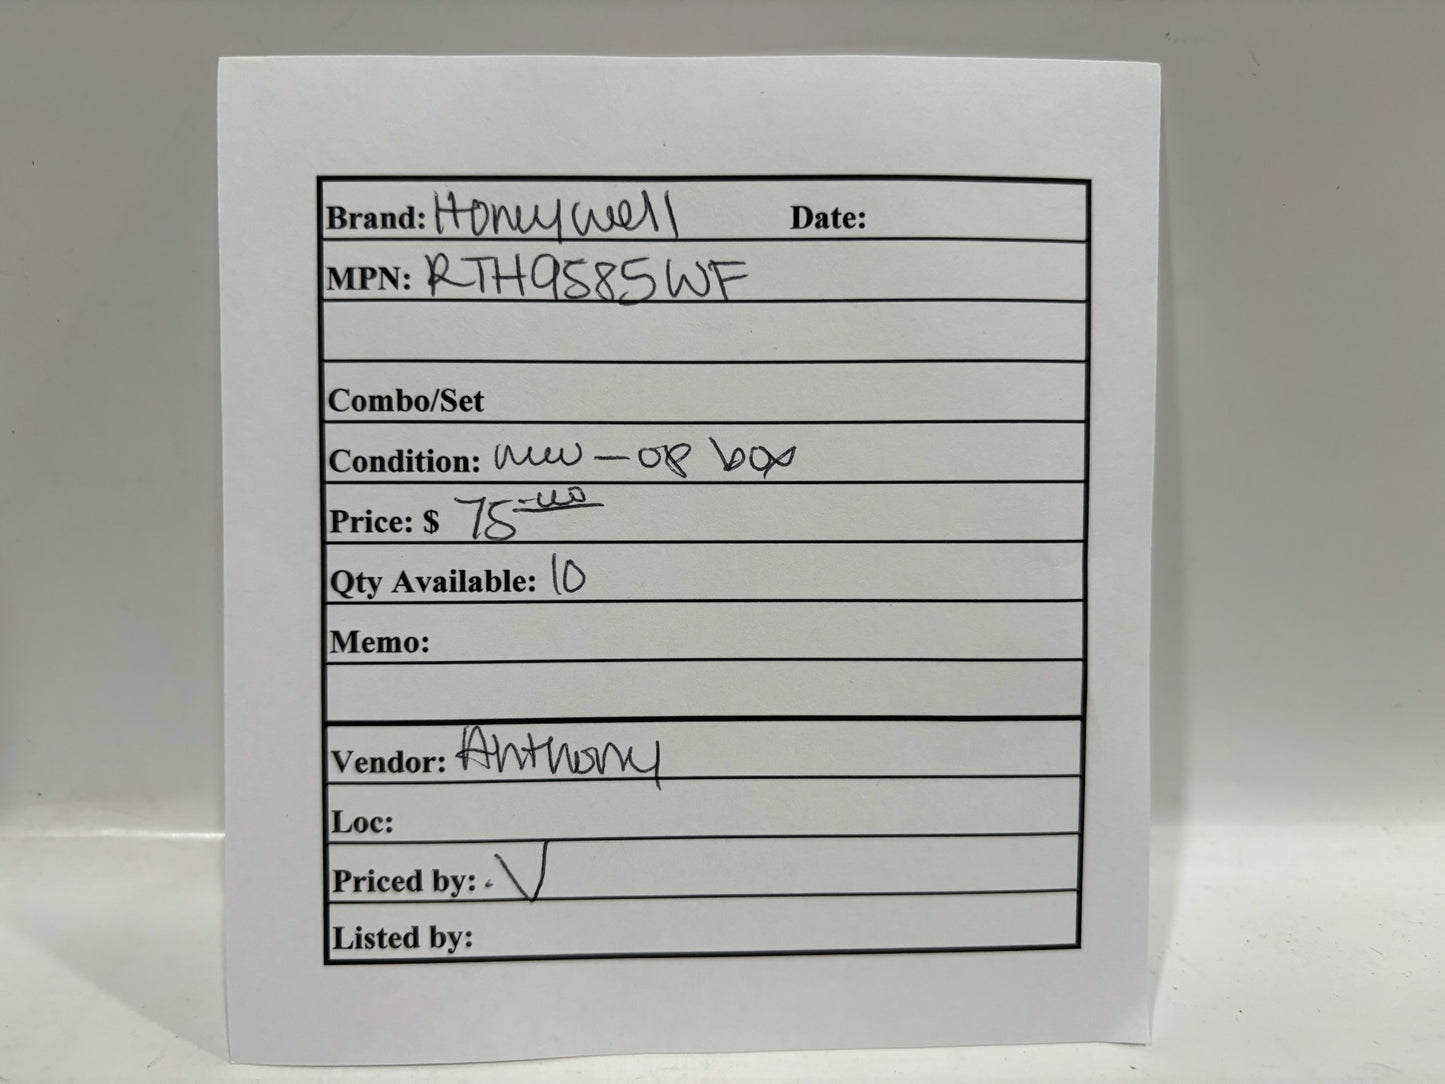 Brand: Honeywell Date:
MPN: RTH9585WF
Combo/Set
Condition: new - op box
Price: $ 75.00
Qty Available: 10
Memo:
Vendor: Anthony
Loc:
Priced by: V
Listed by: